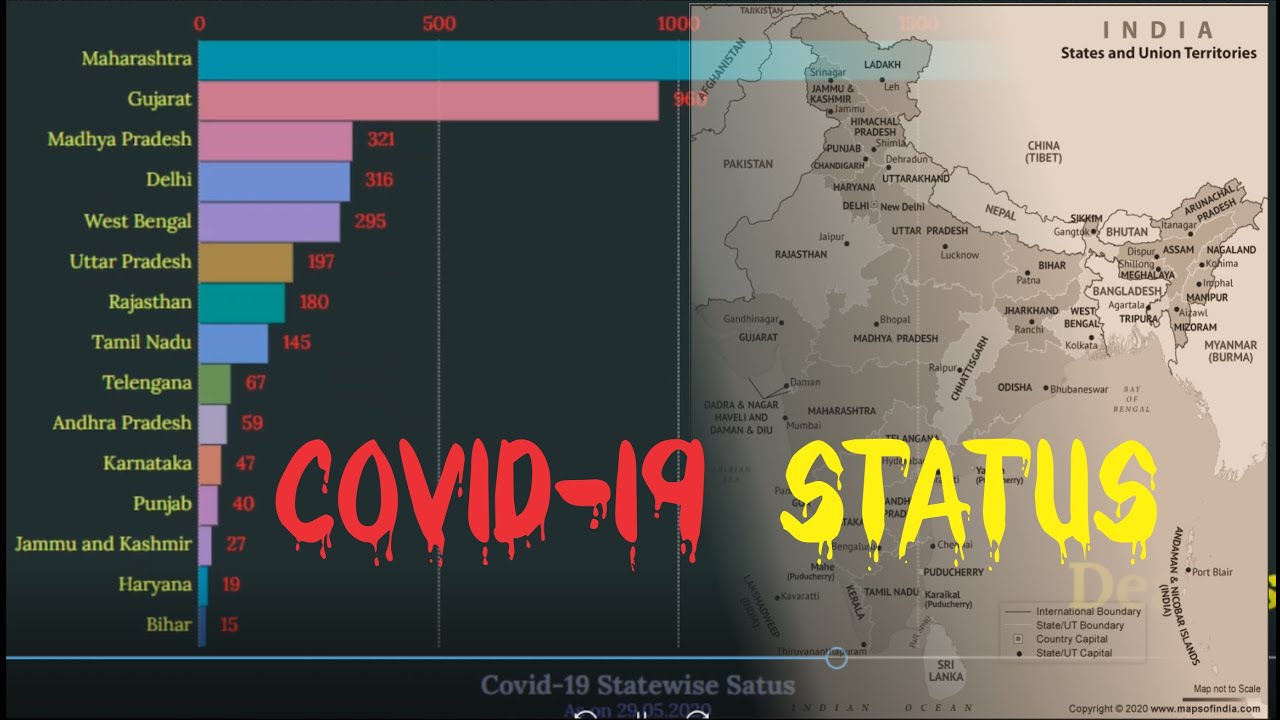 0 500 1000 1500
Maharashtra
Gujarat 960
Madhya Pradesh 321
Delhi 316
West Bengal 295
Uttar Pradesh 197
Rajasthan 180
Tamil Nadu 145
Telengana 67
Andhra Pradesh 59
Karnataka 47
Punjab 40
Jammu and Kashmir 27
Haryana 19
Bihar 15
COVID-19 STATUS
Covid-19 Statewise Satus
As on 29.05.2020
INDIA
States and Union Territories
TAJIKISTAN
AFGHANISTAN
LADAKH
Srinagar
Leh
JAMMU &
KASHMIR
Jammu
HIMACHAL
PRADESH
CHINA
(TIBET)
PUNJAB
Shimla
PAKISTAN
CHANDIGARH
Dehradun
UTTARAKHAND
HARYANA
DELHI
New Delhi
NEPAL
SIKKIM
Gangtok
BHUTAN
ARUNACHAL
PRADESH
Itanagar
Jaipur
RAJASTHAN
UTTAR PRADESH
Lucknow
BIHAR
Patna
Dispur
ASSAM
NAGALAND
Shillong
Kohima
MEGHALAYA
Imphal
BANGLADESH
MANIPUR
Agartala
TRIPURA
Aizawl
MIZORAM
Gandhinagar
GUJARAT
Bhopal
MADHYA PRADESH
JHARKHAND
Ranchi
WEST
BENGAL
Kolkata
MYANMAR
(BURMA)
Raipur
CHHATTISGARH
Daman
ODISHA
Bhubaneswar
BAY
OF
BENGAL
DADRA & NAGAR
HAVELI AND
DAMAN & DIU
MAHARASHTRA
Mumbai
TELANGANA
(Puducherry)
Bengaluru
Chennai
Mahe
(Puducherry)
PUDUCHERRY
LAKSHADWEEP
(INDIA)
Kavaratti
KERALA
TAMIL NADU
Karaikal
(Puducherry)
Thiruvananthapuram
SRI
LANKA
ANDAMAN & NICOBAR ISLANDS
(INDIA)
Port Blair
International Boundary
State/UT Boundary
Country Capital
State/UT Capital
Map not to Scale
INDIAN OCEAN
Copyright © 2020 www.mapsofindia.com